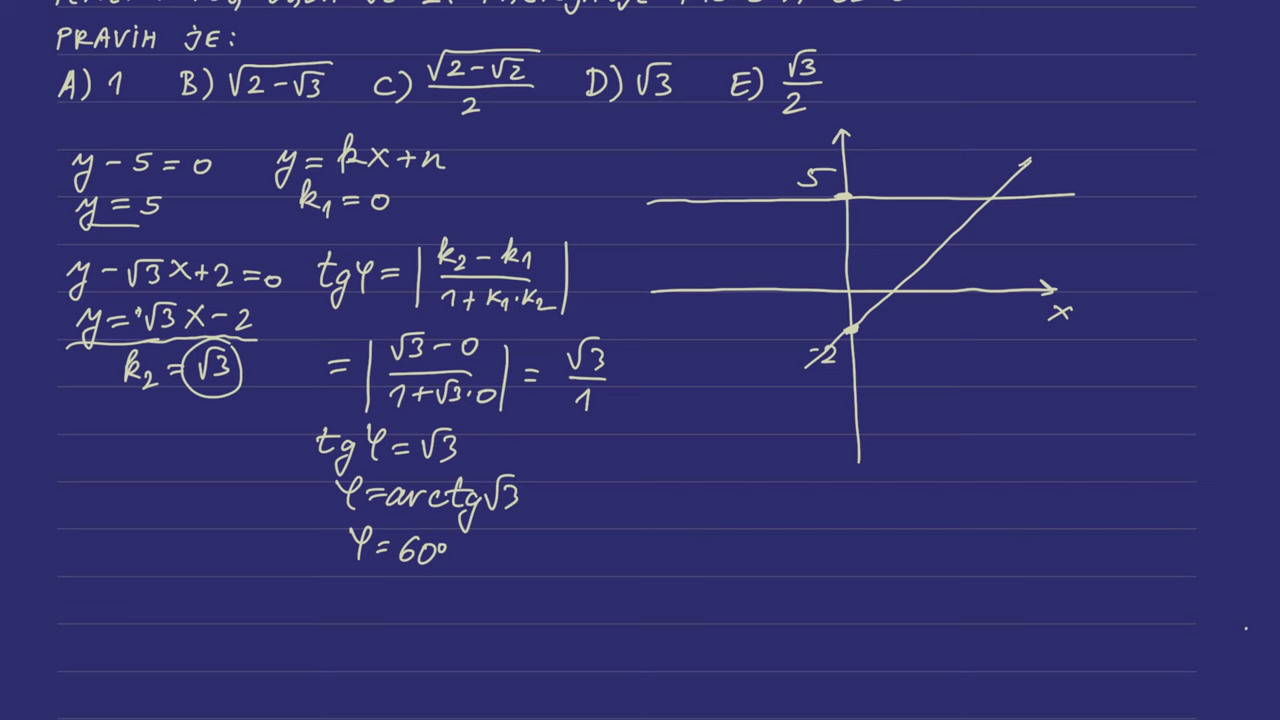 PRAVIH JE:
A) 1 B) √(2-√3) C) √(2-√2)/2 D) √3 E) √3/2
y-5=0 y=kx+n
y=5 k₁=0
y-√3x+2=0 tgφ=|(k₂-k₁)/(1+k₁·k₂)|
y=√3x-2
k₂=√3 =|(√3-0)/(1+√3·0)|=√3/1
tgφ=√3
φ=arctg√3
φ=60°
5
x
-2